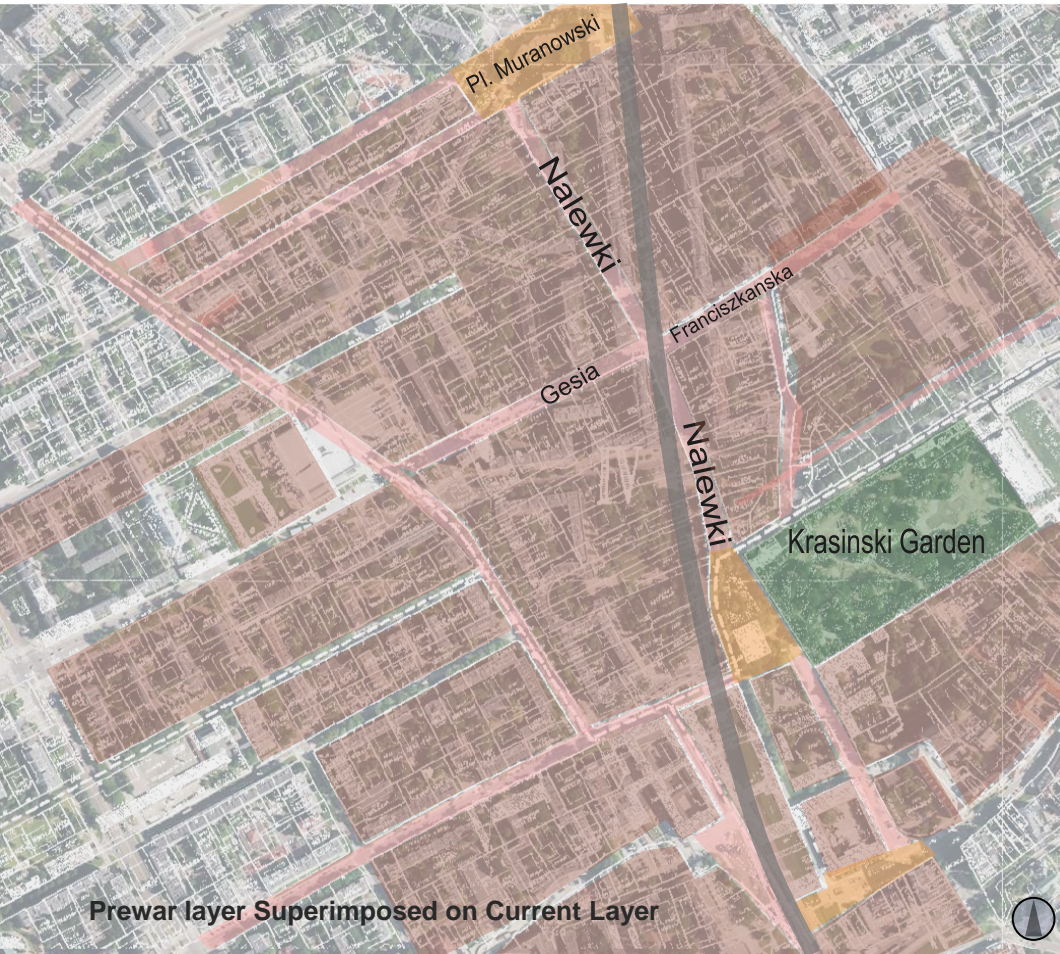 Pl. Muranowski
Nalewki
Franciszkanska
Gesia
Nalewki
Krasinski Garden
Prewar layer Superimposed on Current Layer